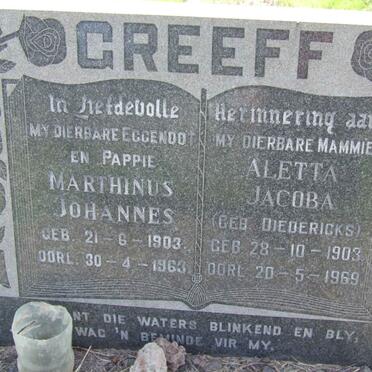 GREEFF
In Liefdevolle
MY DIERBARE EGGENOOT
EN PAPPIE
MARTHINUS
JOHANNES
GEB. 21-6-1903.
OORL. 30-4-1963.
Herinnering aan
MY DIERBARE MAMMIE
ALETTA
JACOBA
(GEB. DIEDERICKS)
GEB. 28-10-1903.
OORL. 20-5-1969.
DIE WATERS BLINKEND EN BLY,
WAG 'N BEMINDE VIR MY.